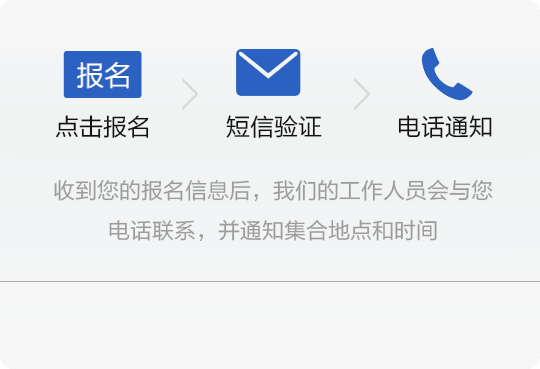 报名
点击报名
短信验证
电话通知
收到您的报名信息后，我们的工作人员会与您
电话联系，并通知集合地点和时间